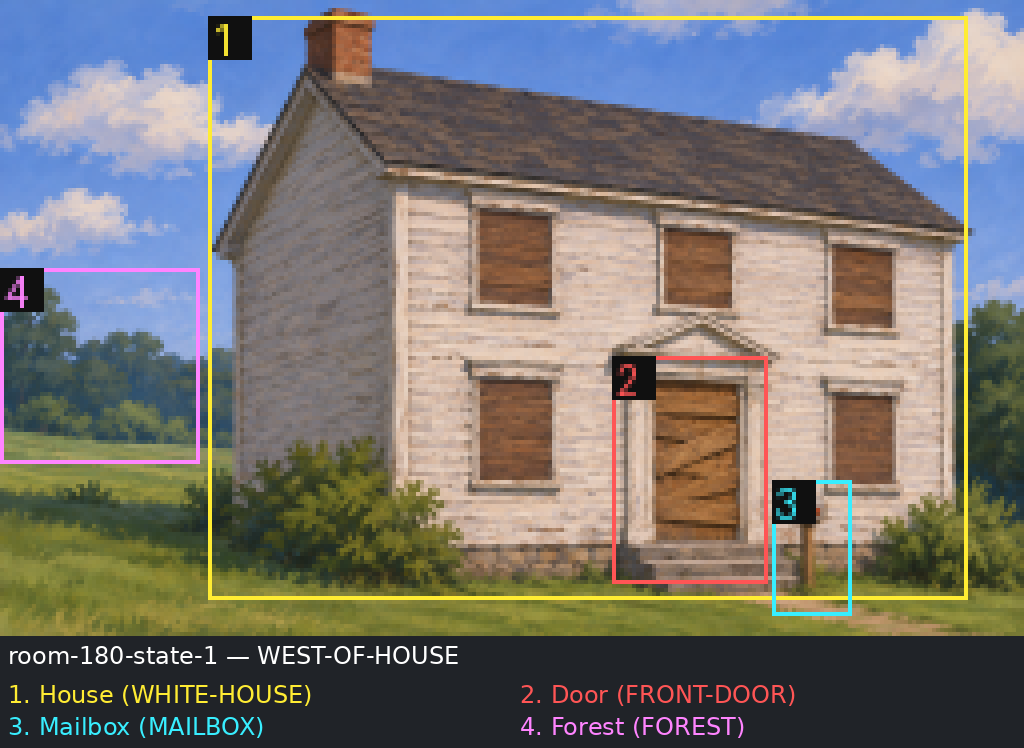 1
4
2
3
room-180-state-1 — WEST-OF-HOUSE
1. House (WHITE-HOUSE)
2. Door (FRONT-DOOR)
3. Mailbox (MAILBOX)
4. Forest (FOREST)